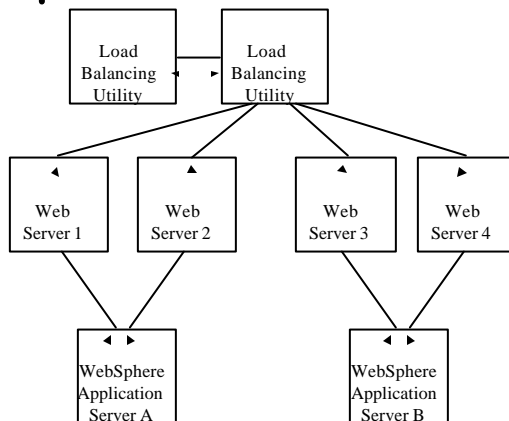 Load
Balancing
Utility
Load
Balancing
Utility
Web
Server 1
Web
Server 2
Web
Server 3
Web
Server 4
WebSphere
Application
Server A
WebSphere
Application
Server B